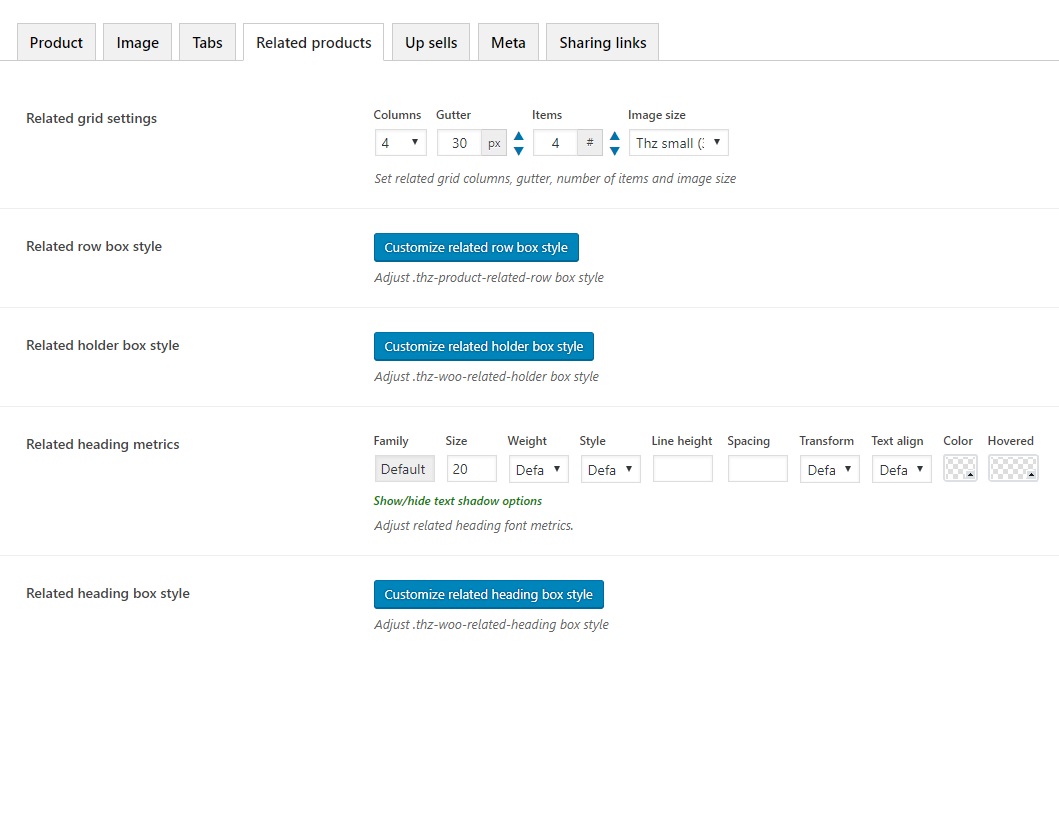 Product Image Tabs Related products Up sells Meta Sharing links
Related grid settings
Columns Gutter Items Image size
4 30 px 4 # Thz small (
Set related grid columns, gutter, number of items and image size
Related row box style
Customize related row box style
Adjust .thz-product-related-row box style
Related holder box style
Customize related holder box style
Adjust .thz-woo-related-holder box style
Related heading metrics
Family Size Weight Style Line height Spacing Transform Text align Color Hovered
Default 20 Defa Defa Defa Defa
Show/hide text shadow options
Adjust related heading font metrics.
Related heading box style
Customize related heading box style
Adjust .thz-woo-related-heading box style